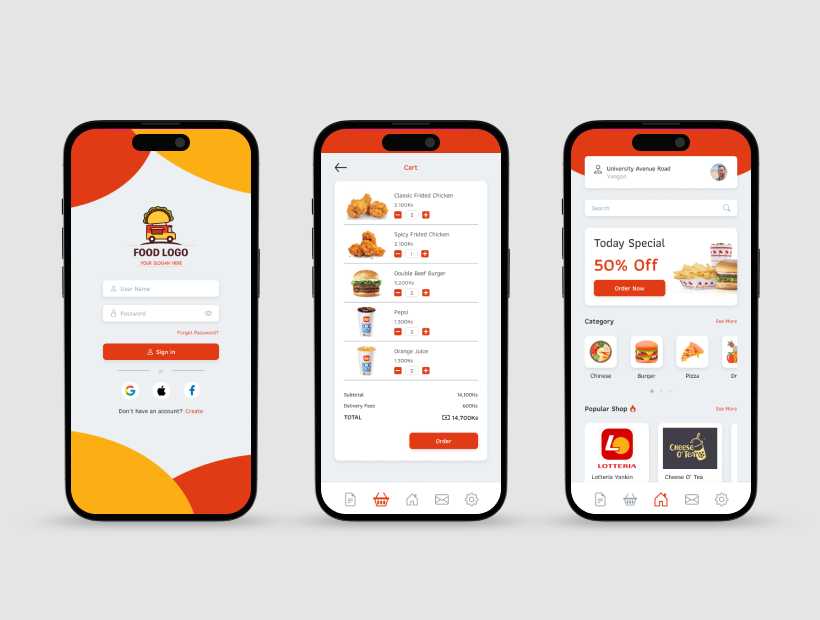 FOOD LOGO
YOUR SLOGAN HERE
User Name
Password
Forgot Password?
Sign in
or
Don't have an account? Create
Cart
Classic Frided Chicken
2,100Ks
2
Spicy Frided Chicken
2,100Ks
1
Double Beef Burger
5,200Ks
2
Pepsi
1,500Ks
2
Orange Juice
1,500Ks
2
Subtotal 14,100Ks
Delivery Fees 600Ks
TOTAL 14,700Ks
Order
University Avenue Road
Yangon
Search
Today Special
50% Off
Order Now
Category See More
Chinese Burger Pizza Dr
Popular Shop See More
LOTTERIA
CHEESE
O' TEA
Lotteria Yankin Cheese O' Tea